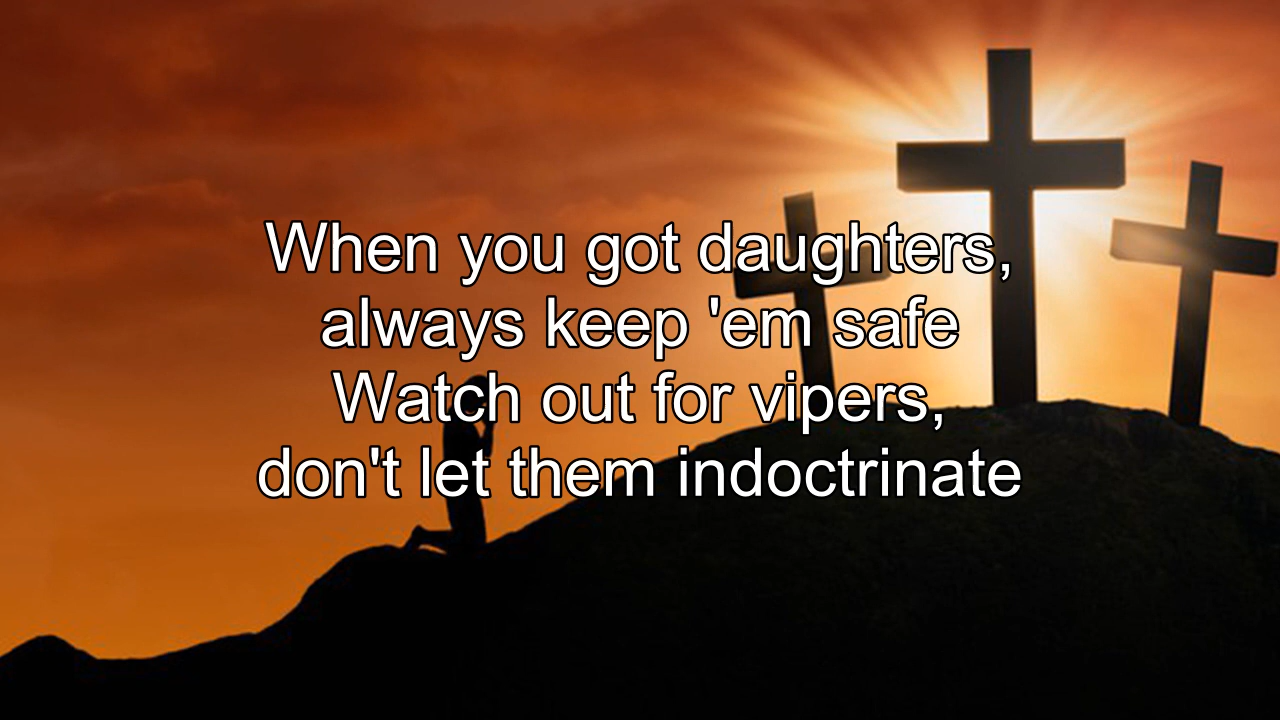 When you got daughters,
always keep 'em safe
Watch out for vipers,
don't let them indoctrinate